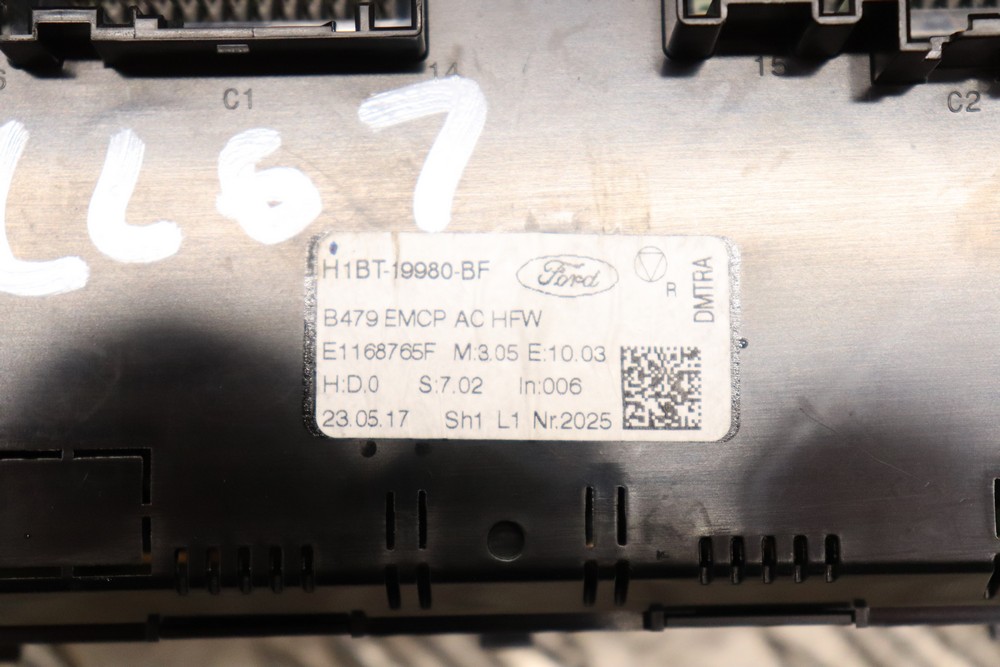 14
15
C1
C2
LL67
H1BT-19980-BF
Ford
R
DMTRA
B479 EMCP AC HFW
E1168765F M:3.05 E:10.03
H:D.0 S:7.02 In:006
23.05.17 Sh1 L1 Nr.2025